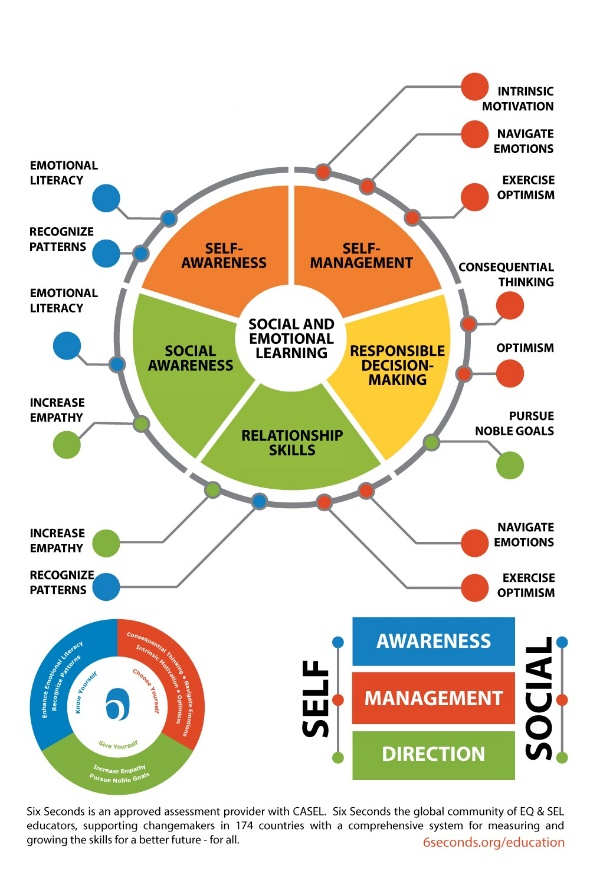 INTRINSIC
MOTIVATION
NAVIGATE
EMOTIONS
EXERCISE
OPTIMISM
EMOTIONAL
LITERACY
RECOGNIZE
PATTERNS
EMOTIONAL
LITERACY
INCREASE
EMPATHY
CONSEQUENTIAL
THINKING
OPTIMISM
PURSUE
NOBLE GOALS
SELF-
AWARENESS
SELF-
MANAGEMENT
SOCIAL AND
EMOTIONAL
LEARNING
SOCIAL
AWARENESS
RESPONSIBLE
DECISION-
MAKING
RELATIONSHIP
SKILLS
INCREASE
EMPATHY
RECOGNIZE
PATTERNS
NAVIGATE
EMOTIONS
EXERCISE
OPTIMISM
Enhance Emotional Literacy
Recognize Patterns
Know Yourself
Consequential Thinking • Navigate Emotions
Intrinsic Motivation • Optimism
Choose Yourself
6
Give Yourself
Increase Empathy
Pursue Noble Goals
SELF
AWARENESS
MANAGEMENT
DIRECTION
SOCIAL
Six Seconds is an approved assessment provider with CASEL. Six Seconds the global community of EQ & SEL
educators, supporting changemakers in 174 countries with a comprehensive system for measuring and
growing the skills for a better future - for all.
6seconds.org/education